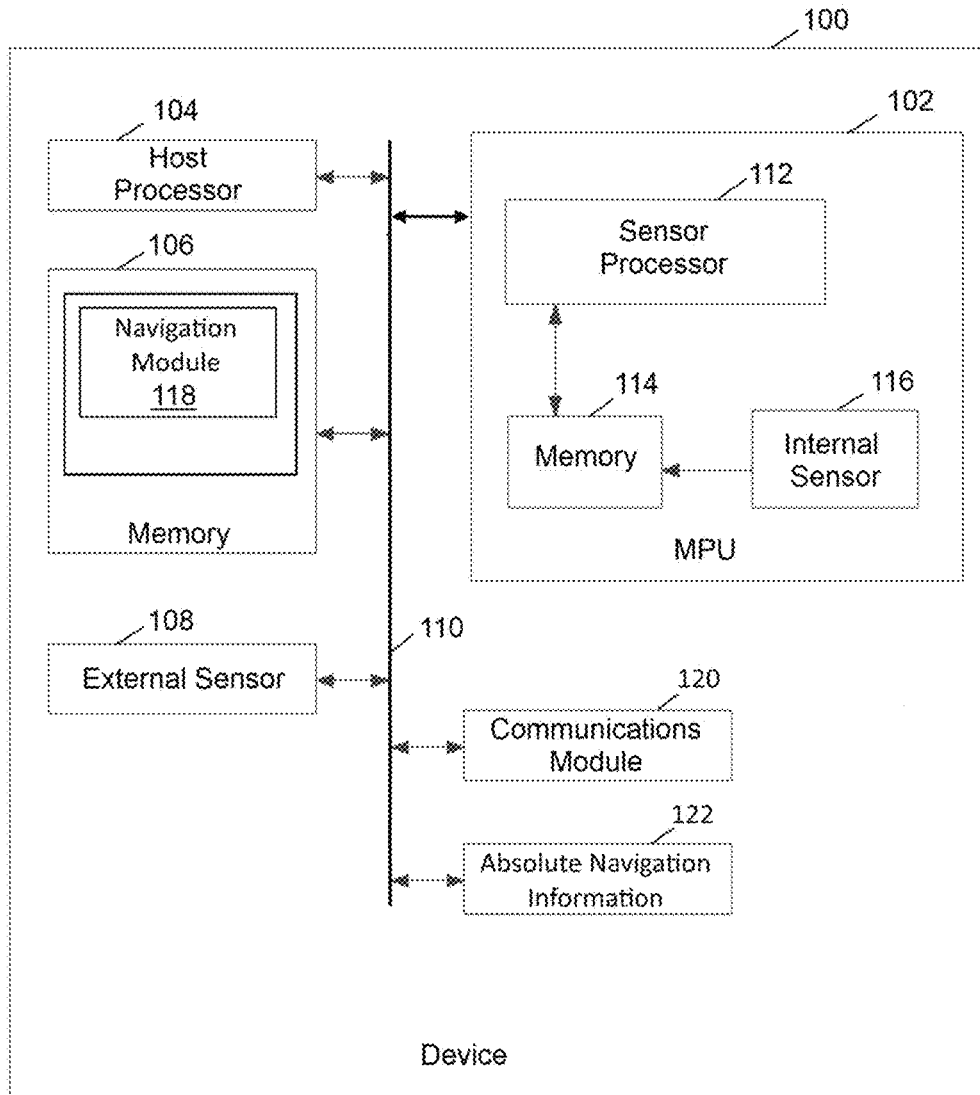 100
104
102
Host
Processor
112
Sensor
Processor
106
Navigation
Module
118
114
116
Memory
Internal
Sensor
Memory
MPU
108
110
External Sensor
120
Communications
Module
122
Absolute Navigation
Information
Device